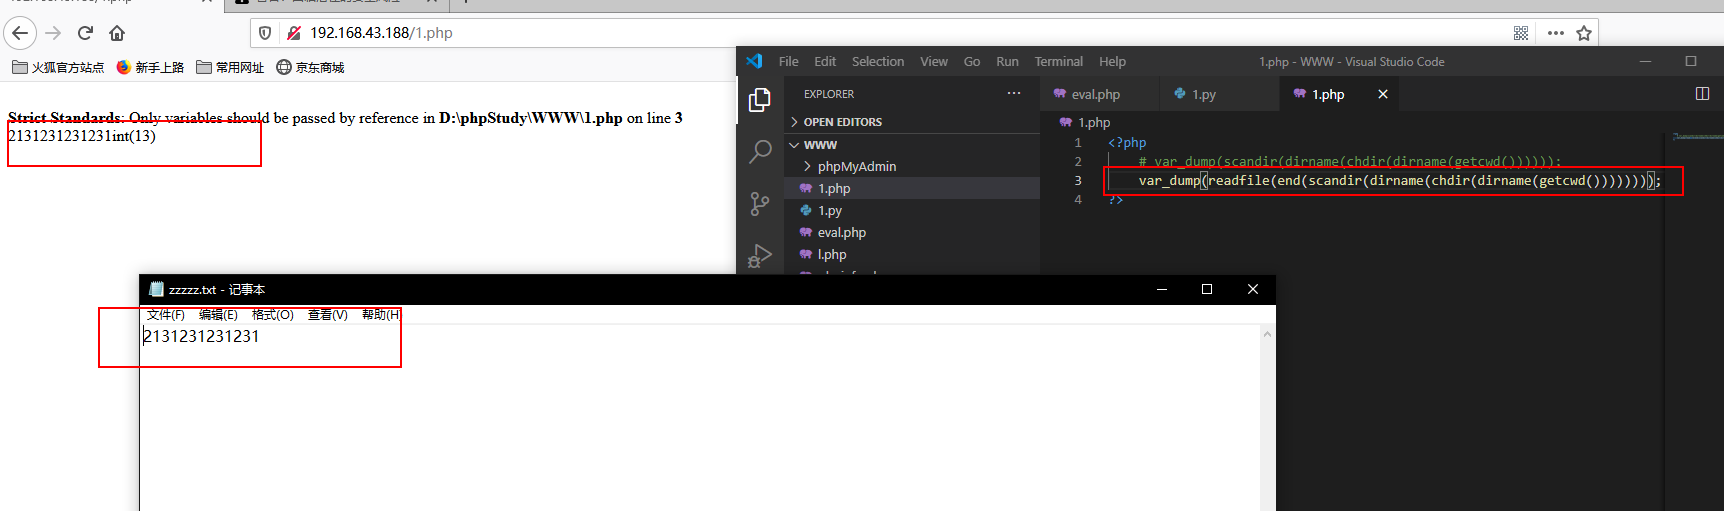 192.168.43.188/1.php
火狐官方站点 新手上路 常用网址 京东商城
Strict Standards: Only variables should be passed by reference in D:\phpStudy\WWW\1.php on line 3
2131231231231int(13)
File Edit Selection View Go Run Terminal Help 1.php - WWW - Visual Studio Code
EXPLORER
eval.php 1.py 1.php
OPEN EDITORS
1.php
WWW
phpMyAdmin
1.php
1.py
eval.php
l.php
1 <?php
2 # var_dump(scandir(dirname(chdir(dirname(getcwd())))));
3 var_dump(readfile(end(scandir(dirname(chdir(dirname(getcwd())))))));
4 ?>
zzzzz.txt - 记事本
文件(F) 编辑(E) 格式(O) 查看(V) 帮助(H)
2131231231231